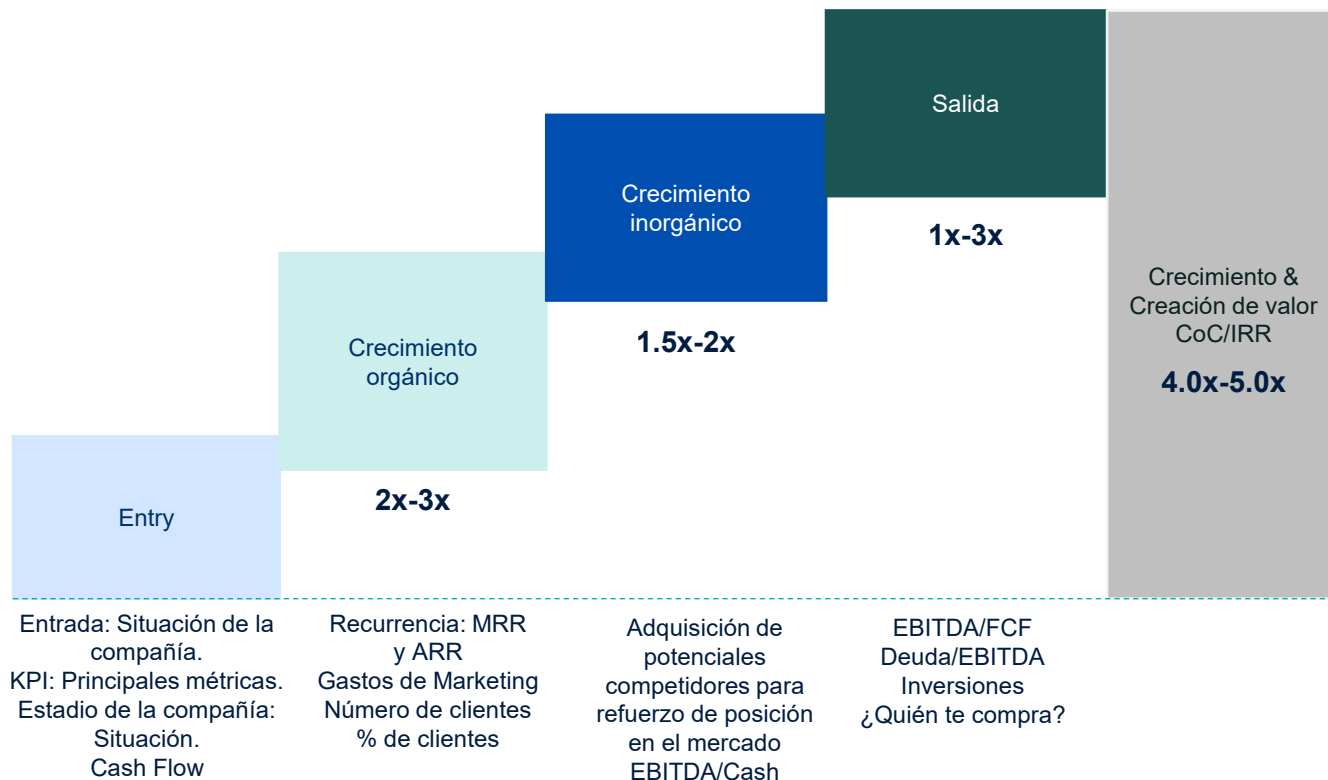 Salida
1x-3x
Crecimiento
inorgánico
1.5x-2x
Crecimiento
orgánico
2x-3x
Entry
Crecimiento &
Creación de valor
CoC/IRR
4.0x-5.0x
Entrada: Situación de la
compañía.
KPI: Principales métricas.
Estadio de la compañía:
Situación.
Cash Flow
Recurrencia: MRR
y ARR
Gastos de Marketing
Número de clientes
% de clientes
Adquisición de
potenciales
competidores para
refuerzo de posición
en el mercado
EBITDA/Cash
EBITDA/FCF
Deuda/EBITDA
Inversiones
¿Quién te compra?